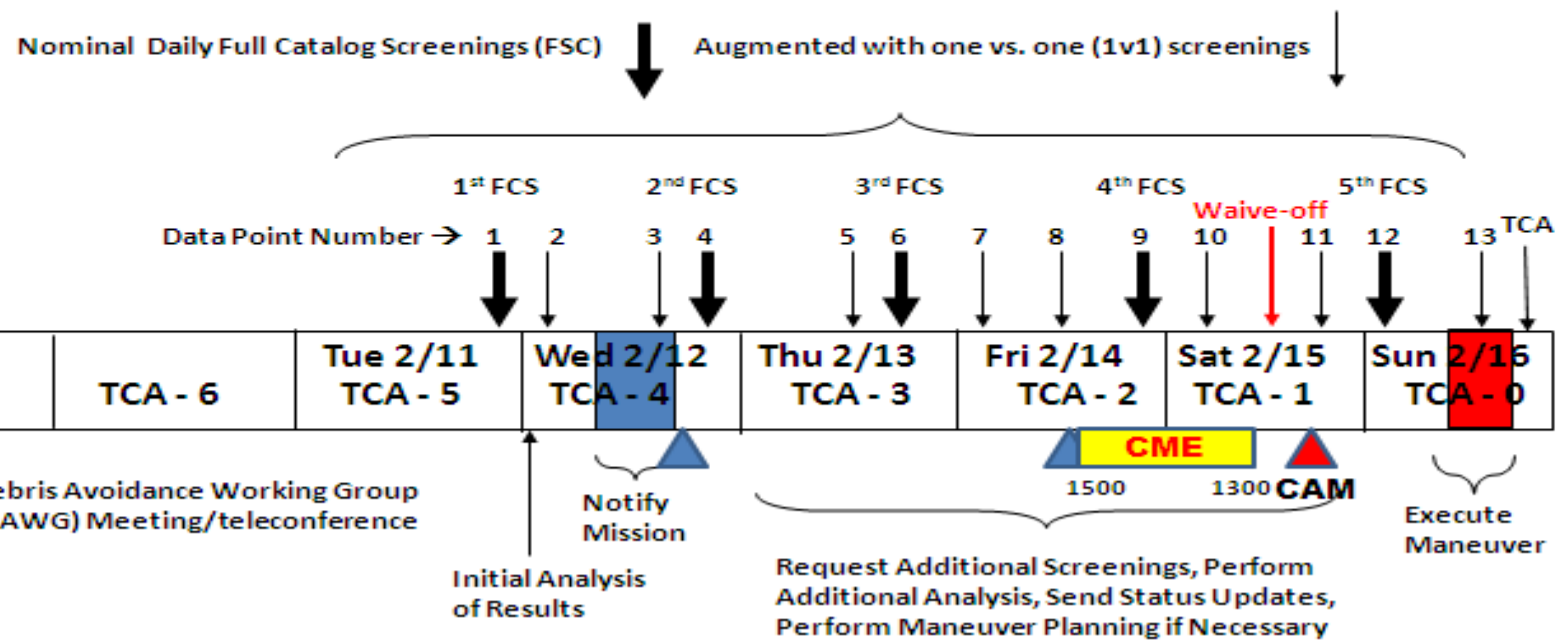 Nominal Daily Full Catalog Screenings (FSC)
Augmented with one vs. one (1v1) screenings
1st FCS
2nd FCS
3rd FCS
4th FCS
5th FCS
Waive-off
TCA
Data Point Number → 1 2 3 4 5 6 7 8 9 10 11 12 13
TCA - 6
Tue 2/11
TCA - 5
Wed 2/12
TCA - 4
Thu 2/13
TCA - 3
Fri 2/14
TCA - 2
Sat 2/15
TCA - 1
Sun 2/16
TCA - 0
CME
1500
1300
CAM
ebris Avoidance Working Group
AWG) Meeting/teleconference
Notify
Mission
Initial Analysis
of Results
Request Additional Screenings, Perform
Additional Analysis, Send Status Updates,
Perform Maneuver Planning if Necessary
Execute
Maneuver